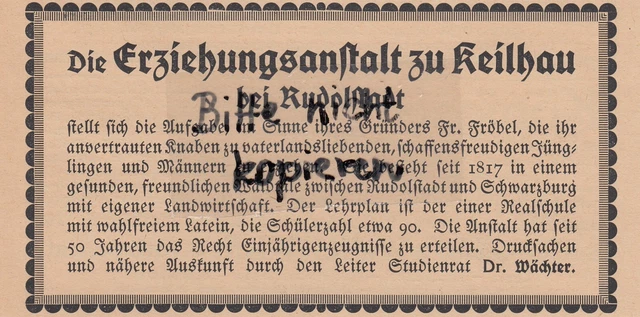 Die Erziehungsanstalt zu Keilhau
bei Rudolstadt
stellt sich die Aufgabe, im Sinne ihres Gründers Fr. Fröbel, die ihr
anvertrauten Knaben zu vaterlandsliebenden, schaffensfreudigen Jüng-
lingen und Männern zu besteht seit 1817 in einem
gesunden, freundlichen Waldtale zwischen Rudolstadt und Schwarzburg
mit eigener Landwirtschaft. Der Lehrplan ist der einer Realschule
mit wahlfreiem Latein, die Schülerzahl etwa 90. Die Anstalt hat seit
50 Jahren das Recht Einjährigenzeugnisse zu erteilen. Drucksachen
und nähere Auskunft durch den Leiter Studienrat Dr. Wächter.
Bitte nicht
kopieren